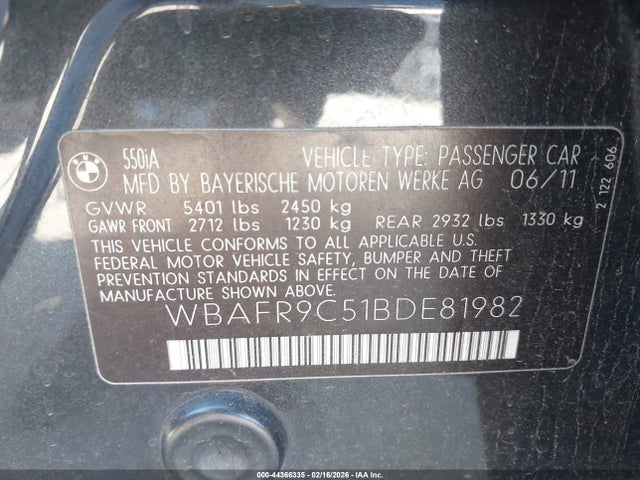 BMW
550iA VEHICLE TYPE: PASSENGER CAR
MFD BY BAYERISCHE MOTOREN WERKE AG 06/11
GVWR 5401 lbs 2450 kg
GAWR FRONT 2712 lbs 1230 kg REAR 2932 lbs 1330 kg
THIS VEHICLE CONFORMS TO ALL APPLICABLE U.S.
FEDERAL MOTOR VEHICLE SAFETY, BUMPER AND THEFT
PREVENTION STANDARDS IN EFFECT ON THE DATE OF
MANUFACTURE SHOWN ABOVE.
WBAFR9C51BDE81982
2 122 606
000-44366335 - 02/16/2026 - IAA Inc.